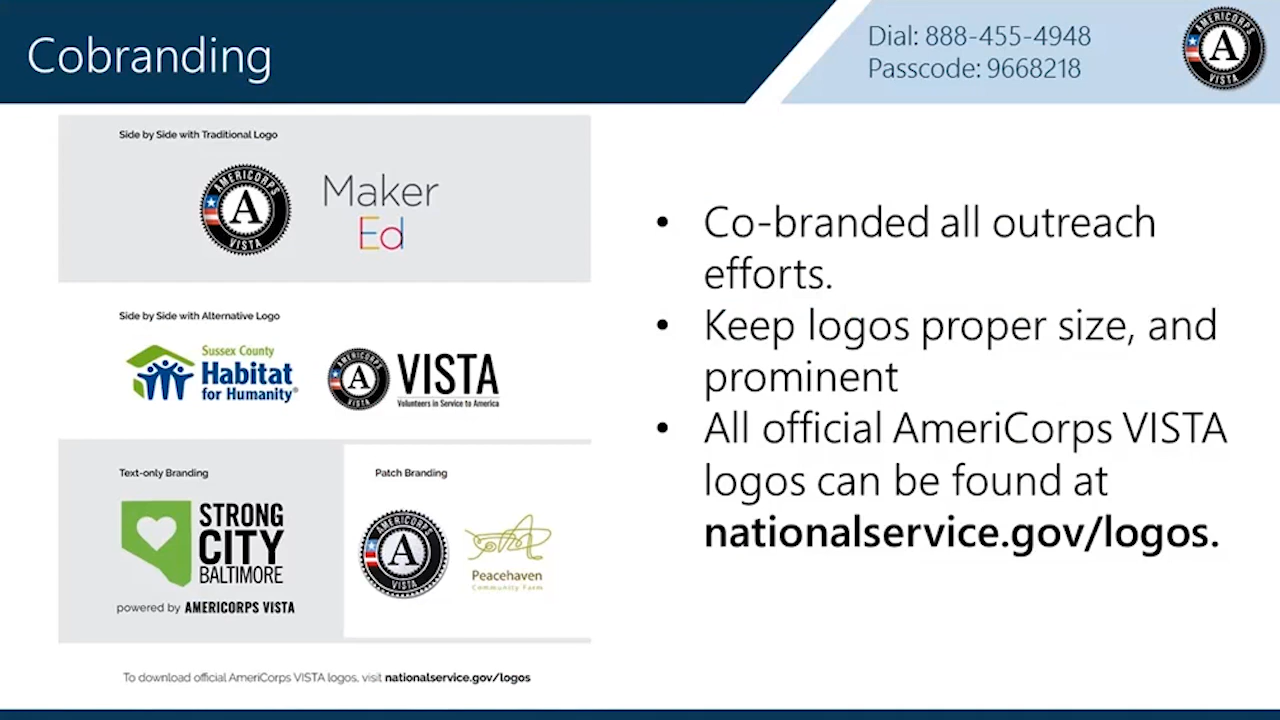 Cobranding
Dial: 888-455-4948
Passcode: 9668218
AMERICORPS
A
VISTA
Side by Side with Traditional Logo
AMERICORPS
A
VISTA
Maker
Ed
Side by Side with Alternative Logo
Sussex County
Habitat
for Humanity®
AMERICORPS
A
VISTA
VISTA
Volunteers in Service to America
Text-only Branding
STRONG
CITY
BALTIMORE
powered by AMERICORPS VISTA
Patch Branding
AMERICORPS
A
VISTA
Peacehaven
Community Farm
To download official AmeriCorps VISTA logos, visit nationalservice.gov/logos
• Co-branded all outreach
efforts.
• Keep logos proper size, and
prominent
• All official AmeriCorps VISTA
logos can be found at
nationalservice.gov/logos.